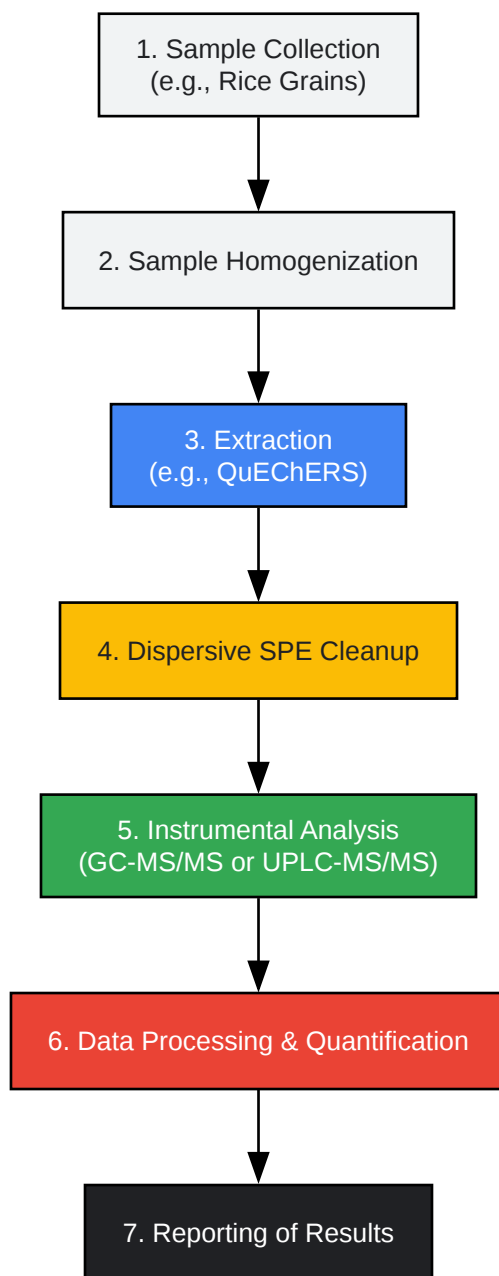 1. Sample Collection
(e.g., Rice Grains)
2. Sample Homogenization
3. Extraction
(e.g., QuEChERS)
4. Dispersive SPE Cleanup
5. Instrumental Analysis
(GC-MS/MS or UPLC-MS/MS)
6. Data Processing & Quantification
7. Reporting of Results